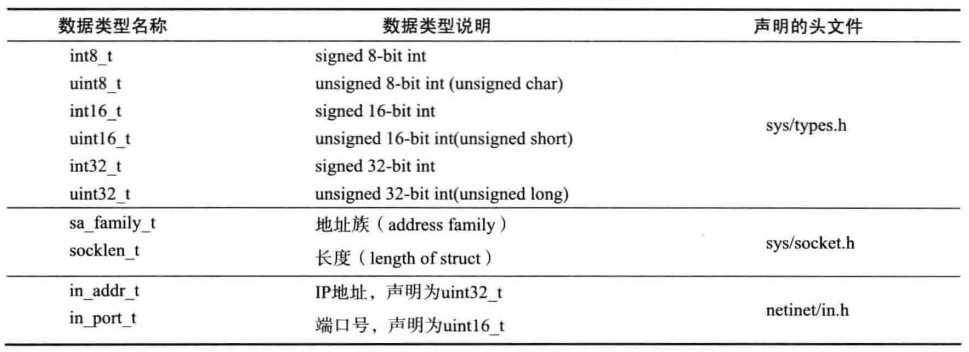 数据类型名称 数据类型说明 声明的头文件
int8_t signed 8-bit int
uint8_t unsigned 8-bit int (unsigned char)
int16_t signed 16-bit int
uint16_t unsigned 16-bit int(unsigned short)
int32_t signed 32-bit int
uint32_t unsigned 32-bit int(unsigned long)
sys/types.h
sa_family_t 地址族（address family）
socklen_t 长度（length of struct）
sys/socket.h
in_addr_t IP地址，声明为uint32_t
in_port_t 端口号，声明为uint16_t
netinet/in.h